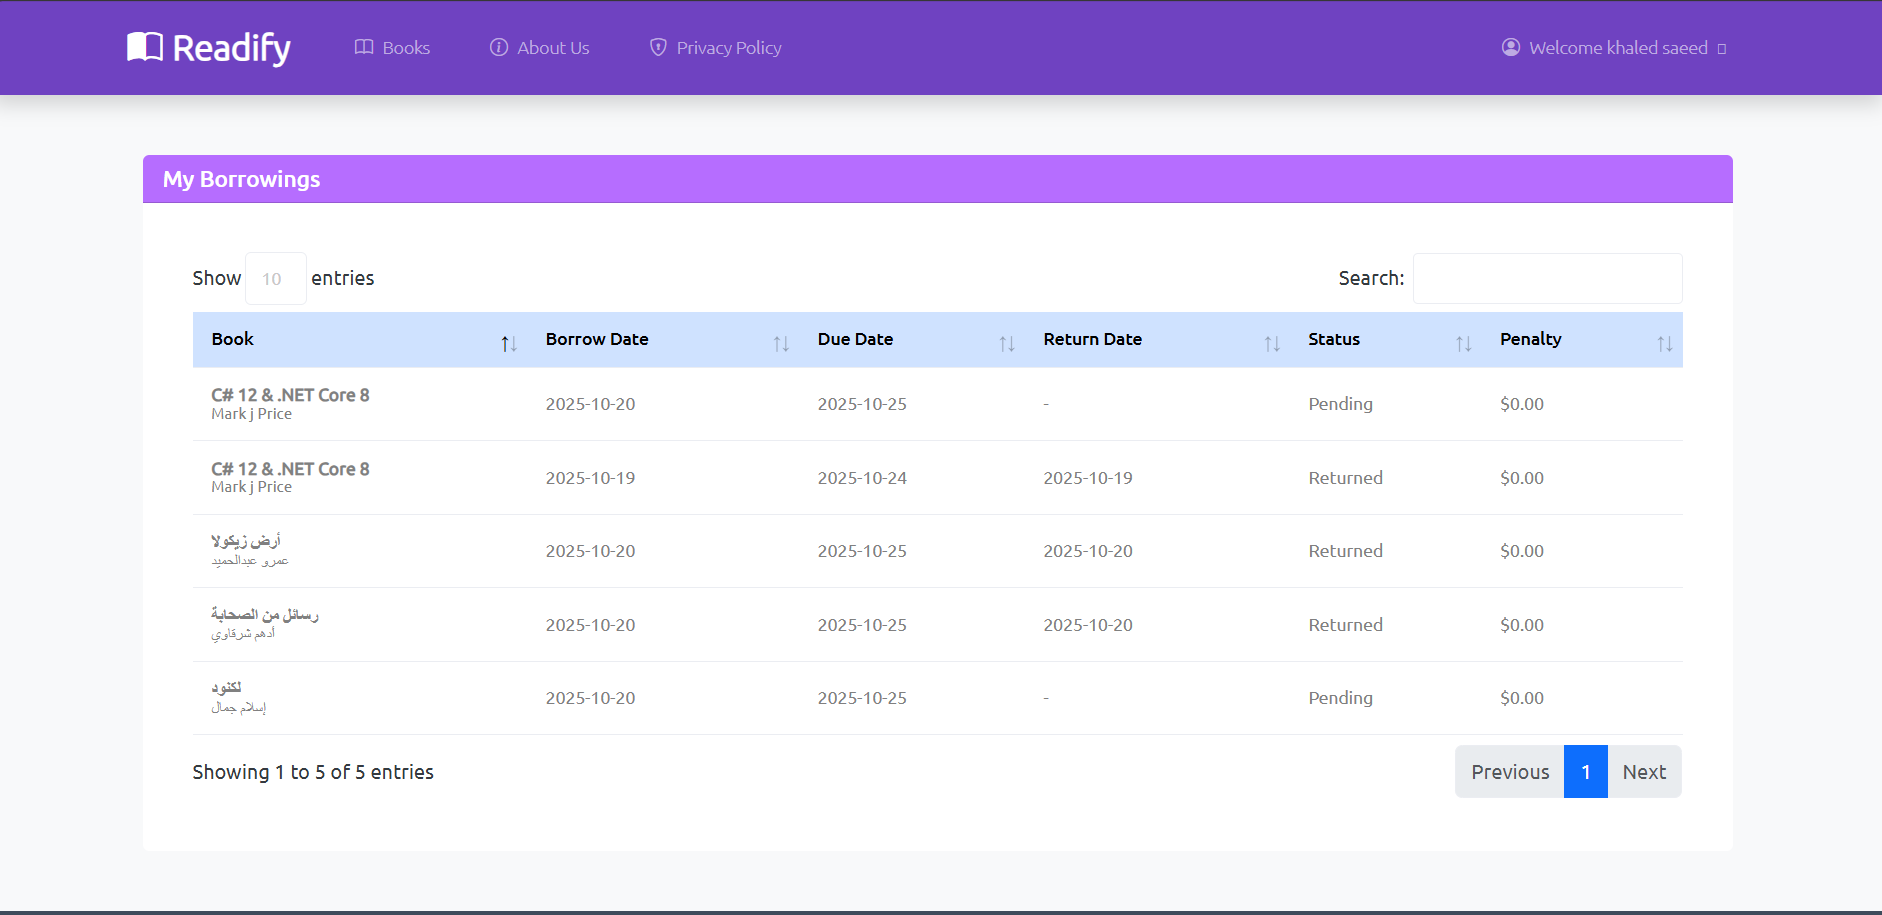 Readify
Books
About Us
Privacy Policy
Welcome khaled saeed
My Borrowings
Show 10 entries
Search:
Book Borrow Date Due Date Return Date Status Penalty
C# 12 & .NET Core 8
Mark j Price
2025-10-20 2025-10-25 - Pending $0.00
C# 12 & .NET Core 8
Mark j Price
2025-10-19 2025-10-24 2025-10-19 Returned $0.00
أرض زيكولا
عمرو عبدالحميد
2025-10-20 2025-10-25 2025-10-20 Returned $0.00
رسائل من الصحابة
أدهم شرقاوي
2025-10-20 2025-10-25 2025-10-20 Returned $0.00
لكنود
إسلام جمال
2025-10-20 2025-10-25 - Pending $0.00
Showing 1 to 5 of 5 entries
Previous 1 Next